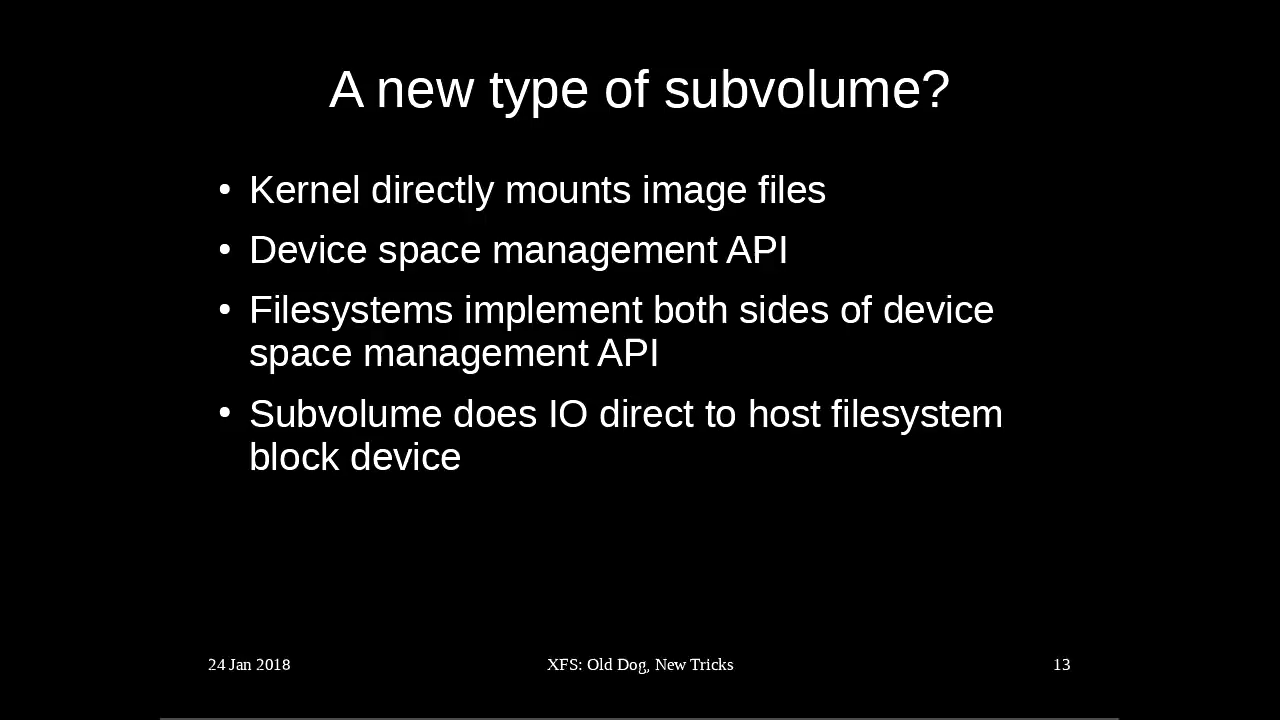 A new type of subvolume?
• Kernel directly mounts image files
• Device space management API
• Filesystems implement both sides of device
space management API
• Subvolume does IO direct to host filesystem
block device
24 Jan 2018
XFS: Old Dog, New Tricks
13